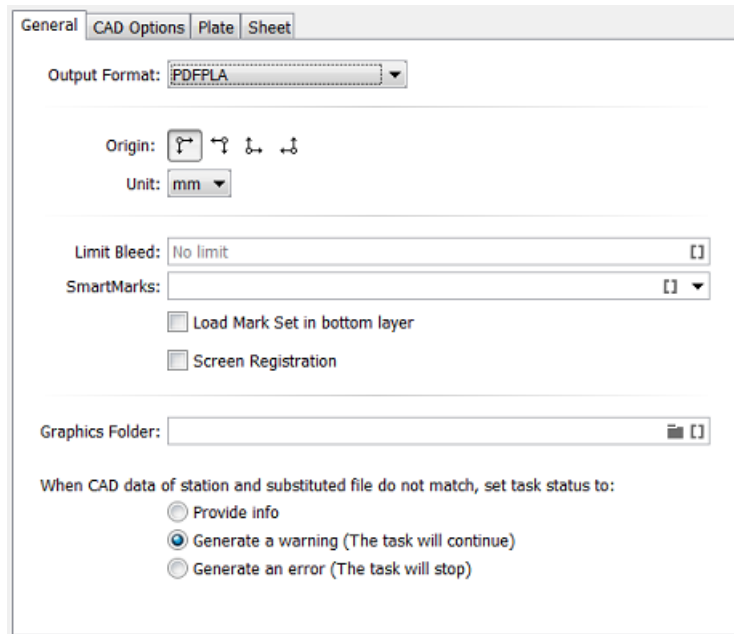 General CAD Options Plate Sheet
Output Format: PDFPLA
Origin:
Unit: mm
Limit Bleed: No limit
SmartMarks:
Load Mark Set in bottom layer
Screen Registration
Graphics Folder:
When CAD data of station and substituted file do not match, set task status to:
Provide info
Generate a warning (The task will continue)
Generate an error (The task will stop)